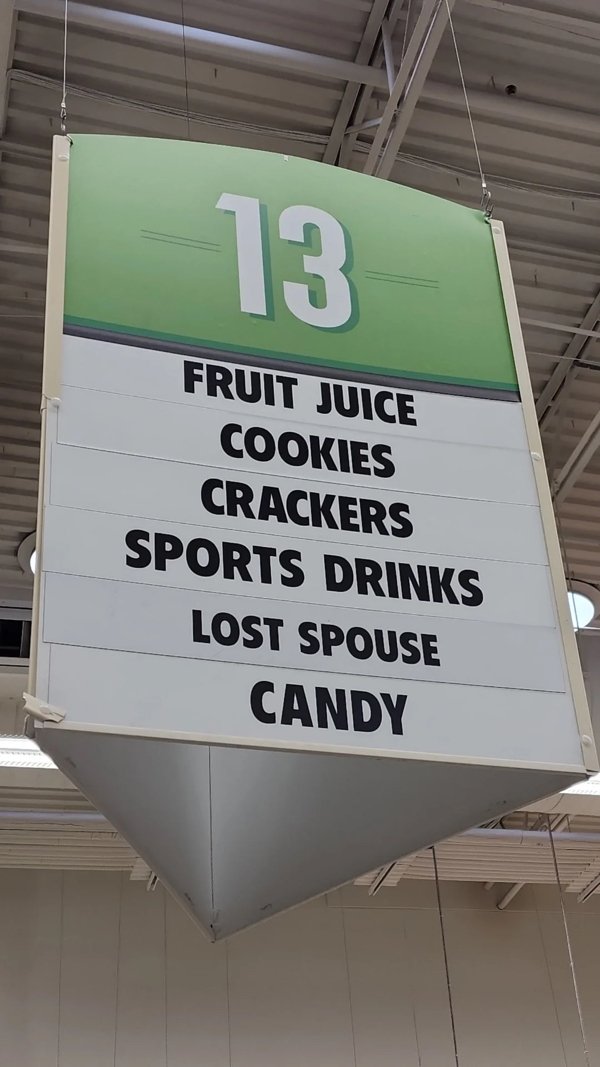 13
FRUIT JUICE
COOKIES
CRACKERS
SPORTS DRINKS
LOST SPOUSE
CANDY